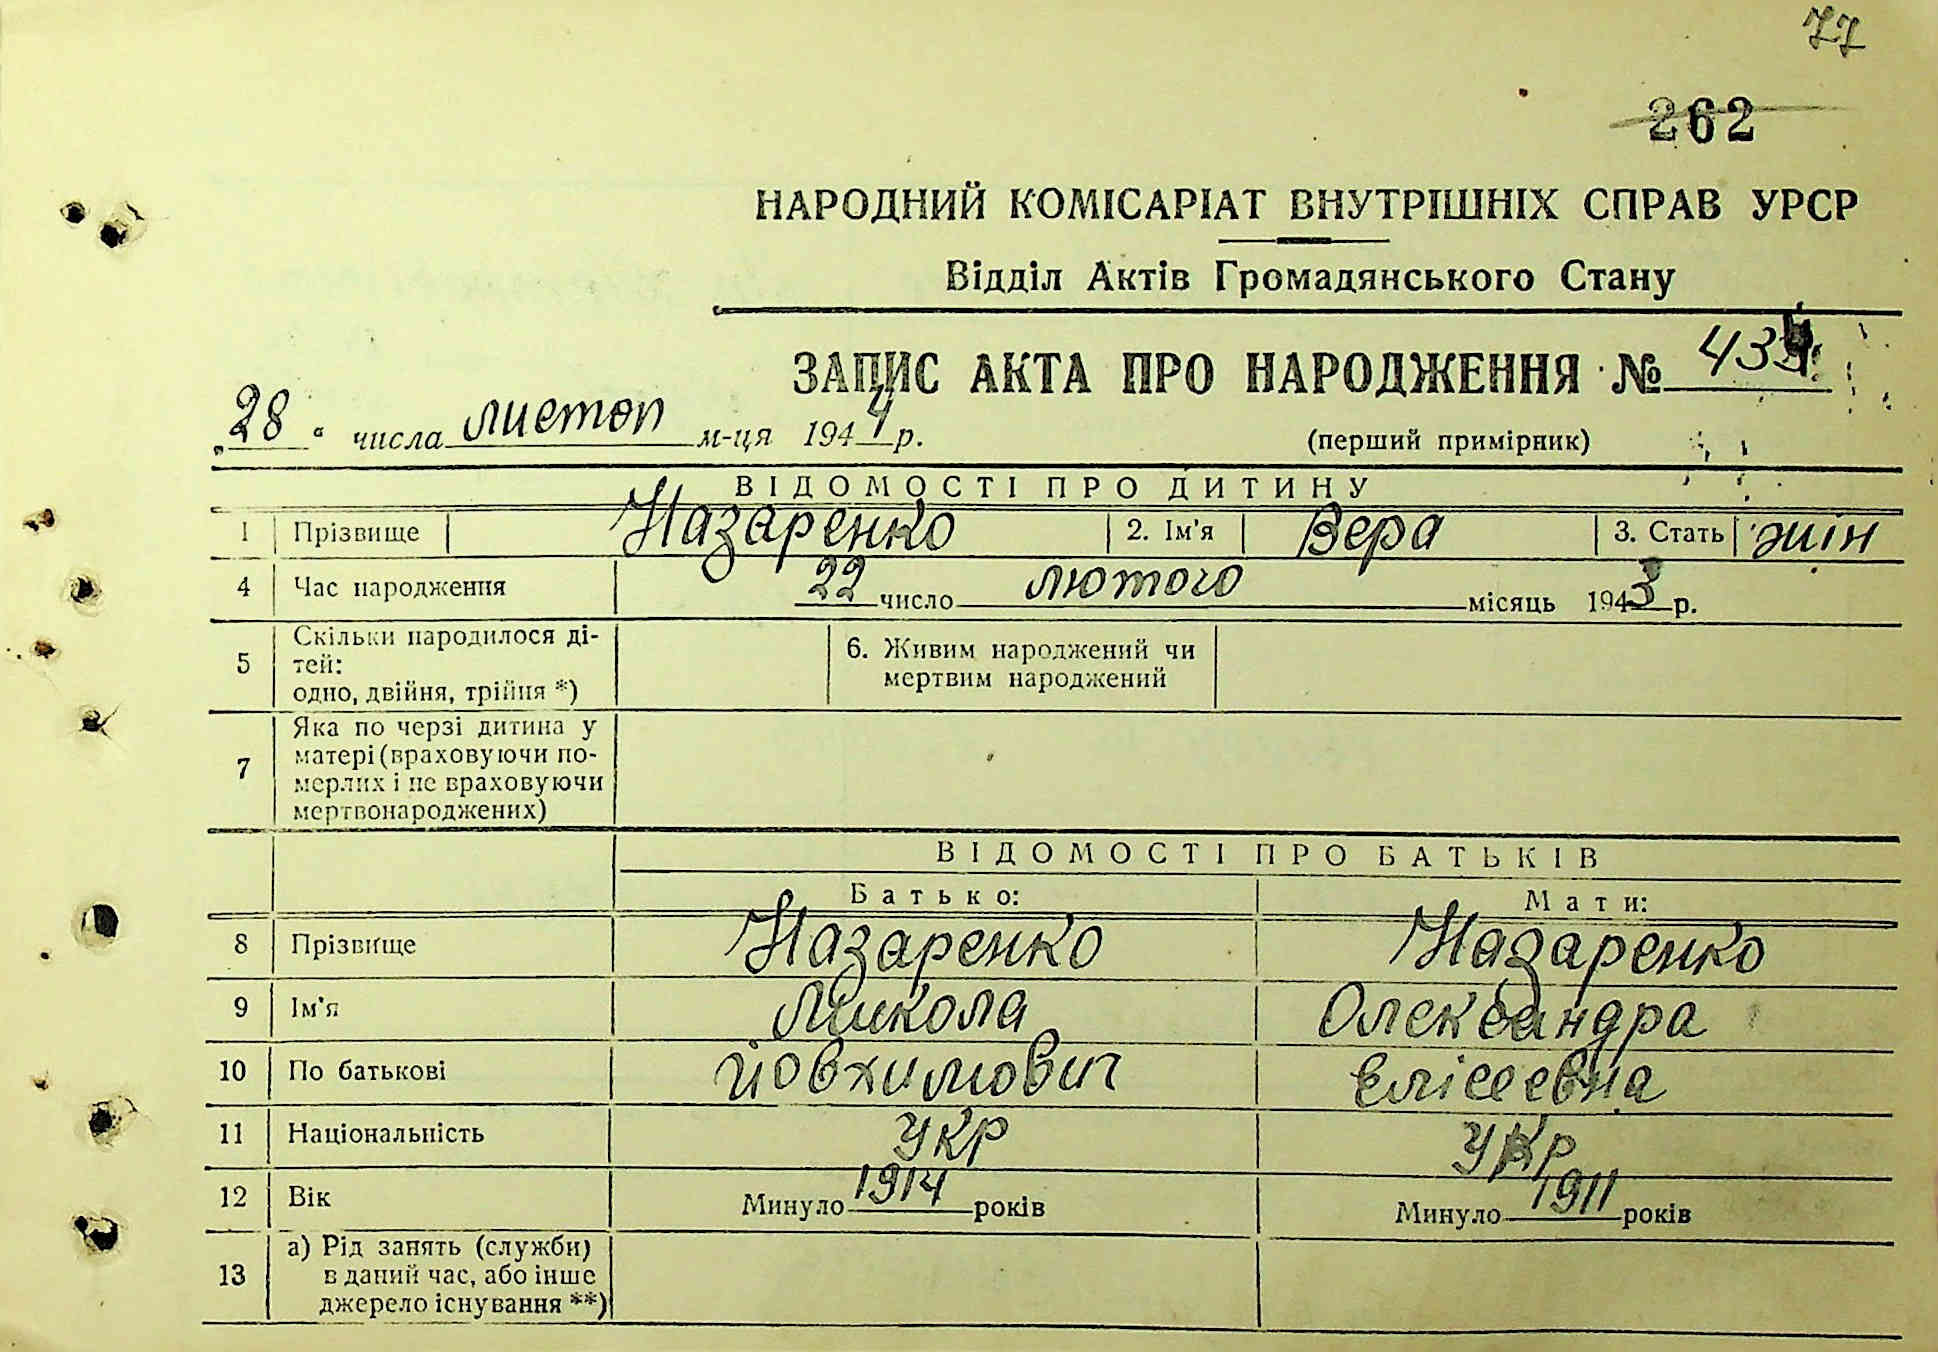 77
262
НАРОДНИЙ КОМІСАРІАТ ВНУТРІШНІХ СПРАВ УРСР
Відділ Актів Громадянського Стану
ЗАПИС АКТА ПРО НАРОДЖЕННЯ №
„28“ числа листоп м-ця 1944 р.
(перший примірник)
ВІДОМОСТІ ПРО ДИТИНУ
1 Прізвище Назаренко 2. Ім'я Вера 3. Стать жін
4 Час народження 22 число лютого місяць 1943 р.
5 Скільки народилося ді-
тей:
одно, двійня, трійня *)
6. Живим народжений чи
мертвим народжений
7 Яка по черзі дитина у
матері (враховуючи по-
мерлих і не враховуючи
мертвонароджених)
ВІДОМОСТІ ПРО БАТЬКІВ
Батько: Мати:
8 Прізвище Назаренко Назаренко
9 Ім'я Микола Олександра
10 По батькові Йовхимович Елісеевна
11 Національність Укр Укр
12 Вік Минуло 1914 років Минуло 1911 років
13 а) Рід занять (служби)
в даний час, або інше
джерело існування **)